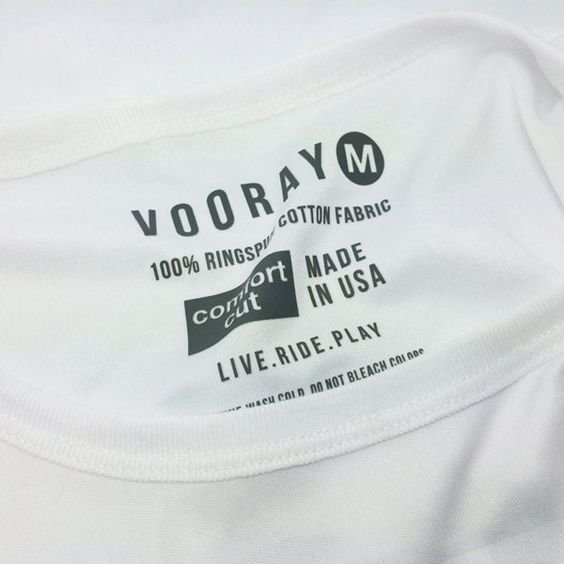 VOORAY M
100% RINGSPUN COTTON FABRIC
comfort cut
MADE IN USA
LIVE.RIDE.PLAY
WASH COLD. DO NOT BLEACH COLORS